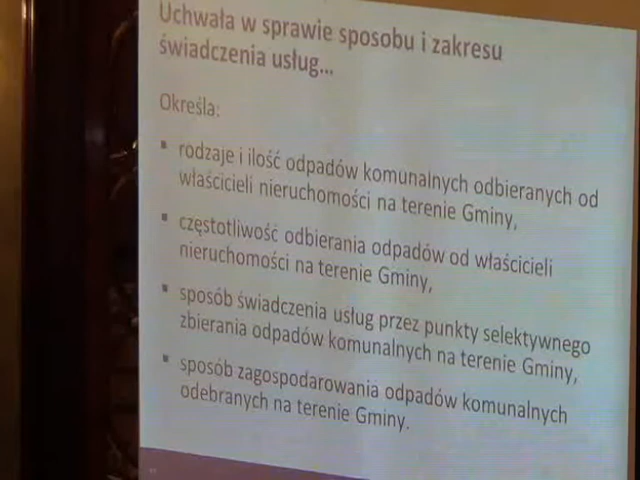 Uchwała w sprawie sposobu i zakresu
świadczenia usług...
Określa:
▪ rodzaje i ilość odpadów komunalnych odbieranych od
właścicieli nieruchomości na terenie Gminy,
▪ częstotliwość odbierania odpadów od właścicieli
nieruchomości na terenie Gminy,
▪ sposób świadczenia usług przez punkty selektywnego
zbierania odpadów komunalnych na terenie Gminy,
▪ sposób zagospodarowania odpadów komunalnych
odebranych na terenie Gminy.